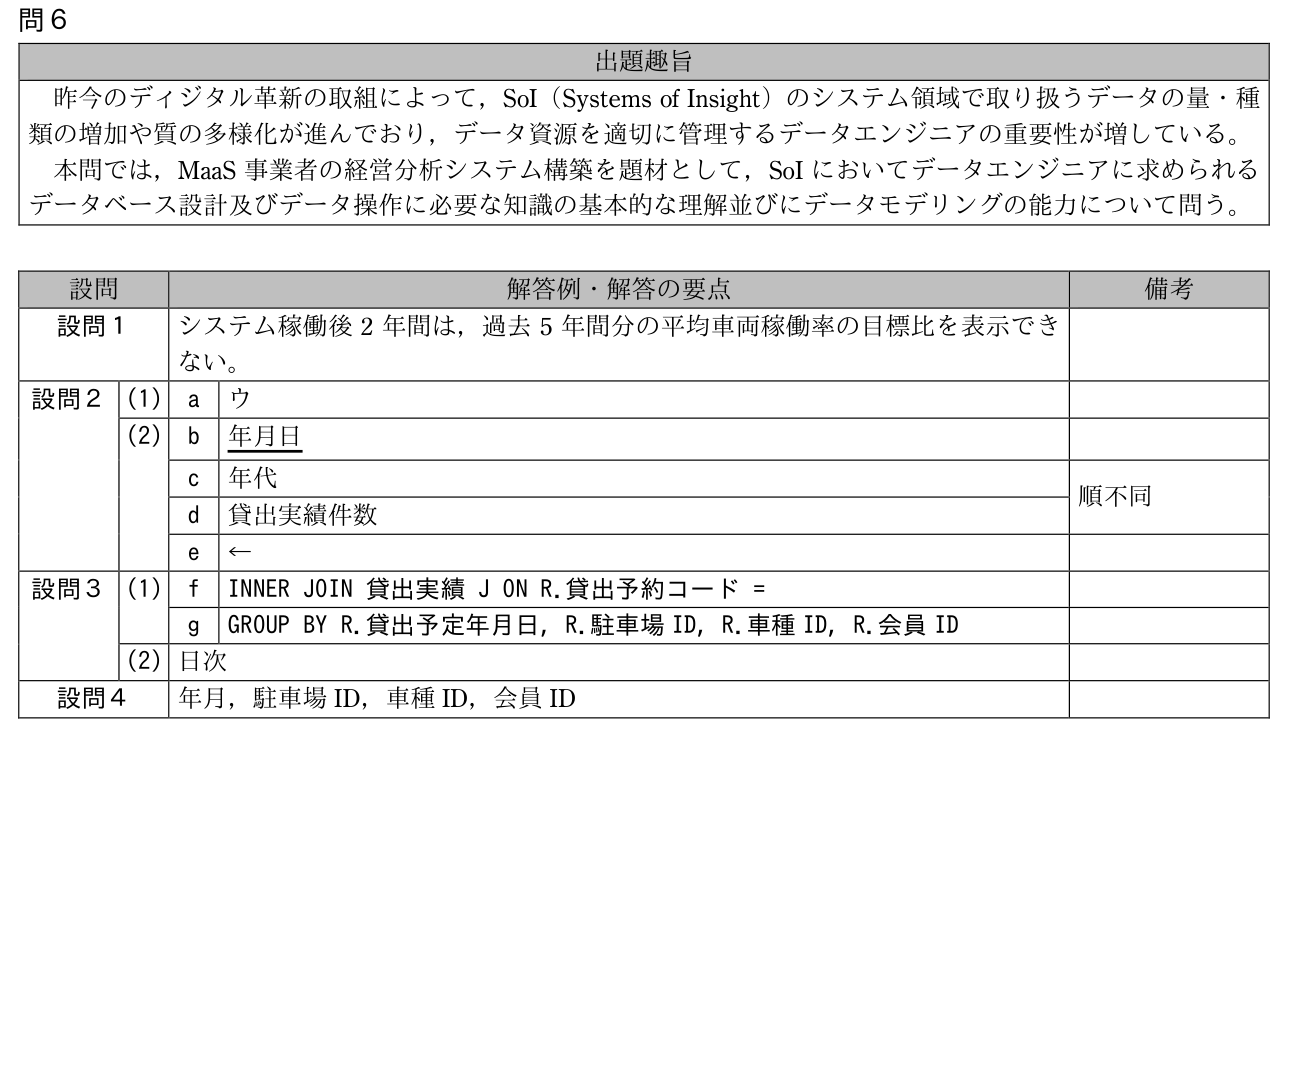 問６
出題趣旨
　昨今のディジタル革新の取組によって，SoI（Systems of Insight）のシステム領域で取り扱うデータの量・種
類の増加や質の多様化が進んでおり，データ資源を適切に管理するデータエンジニアの重要性が増している。
　本問では，MaaS 事業者の経営分析システム構築を題材として，SoI においてデータエンジニアに求められる
データベース設計及びデータ操作に必要な知識の基本的な理解並びにデータモデリングの能力について問う。
設問 解答例・解答の要点 備考
設問１ システム稼働後 2 年間は，過去 5 年間分の平均車両稼働率の目標比を表示でき
ない。
設問２ (1) a ウ
(2) b 年月日
c 年代
順不同
d 貸出実績件数
e ←
設問３ (1) f INNER JOIN 貸出実績 J ON R.貸出予約コード =
g GROUP BY R.貸出予定年月日, R.駐車場 ID, R.車種 ID, R.会員 ID
(2) 日次
設問４ 年月，駐車場 ID，車種 ID，会員 ID